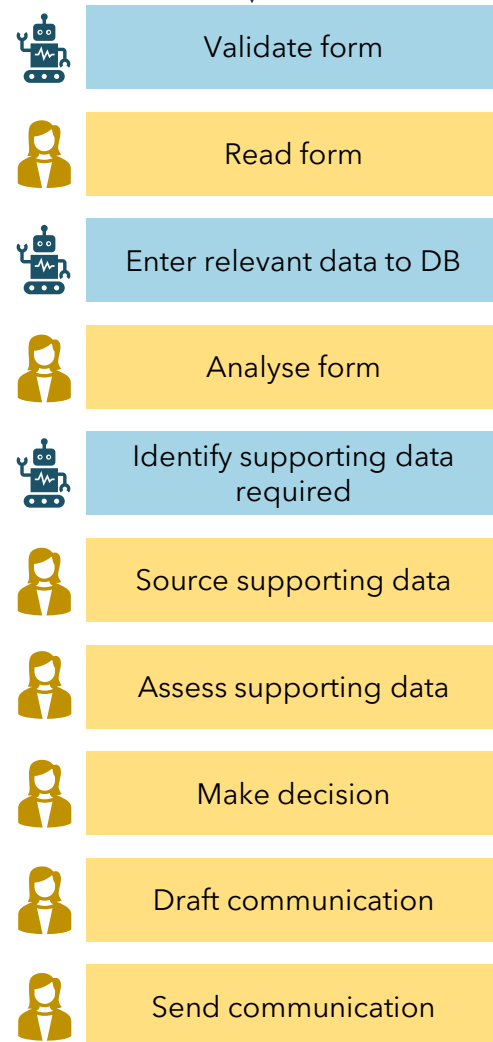 Validate form
Read form
Enter relevant data to DB
Analyse form
Identify supporting data
required
Source supporting data
Assess supporting data
Make decision
Draft communication
Send communication